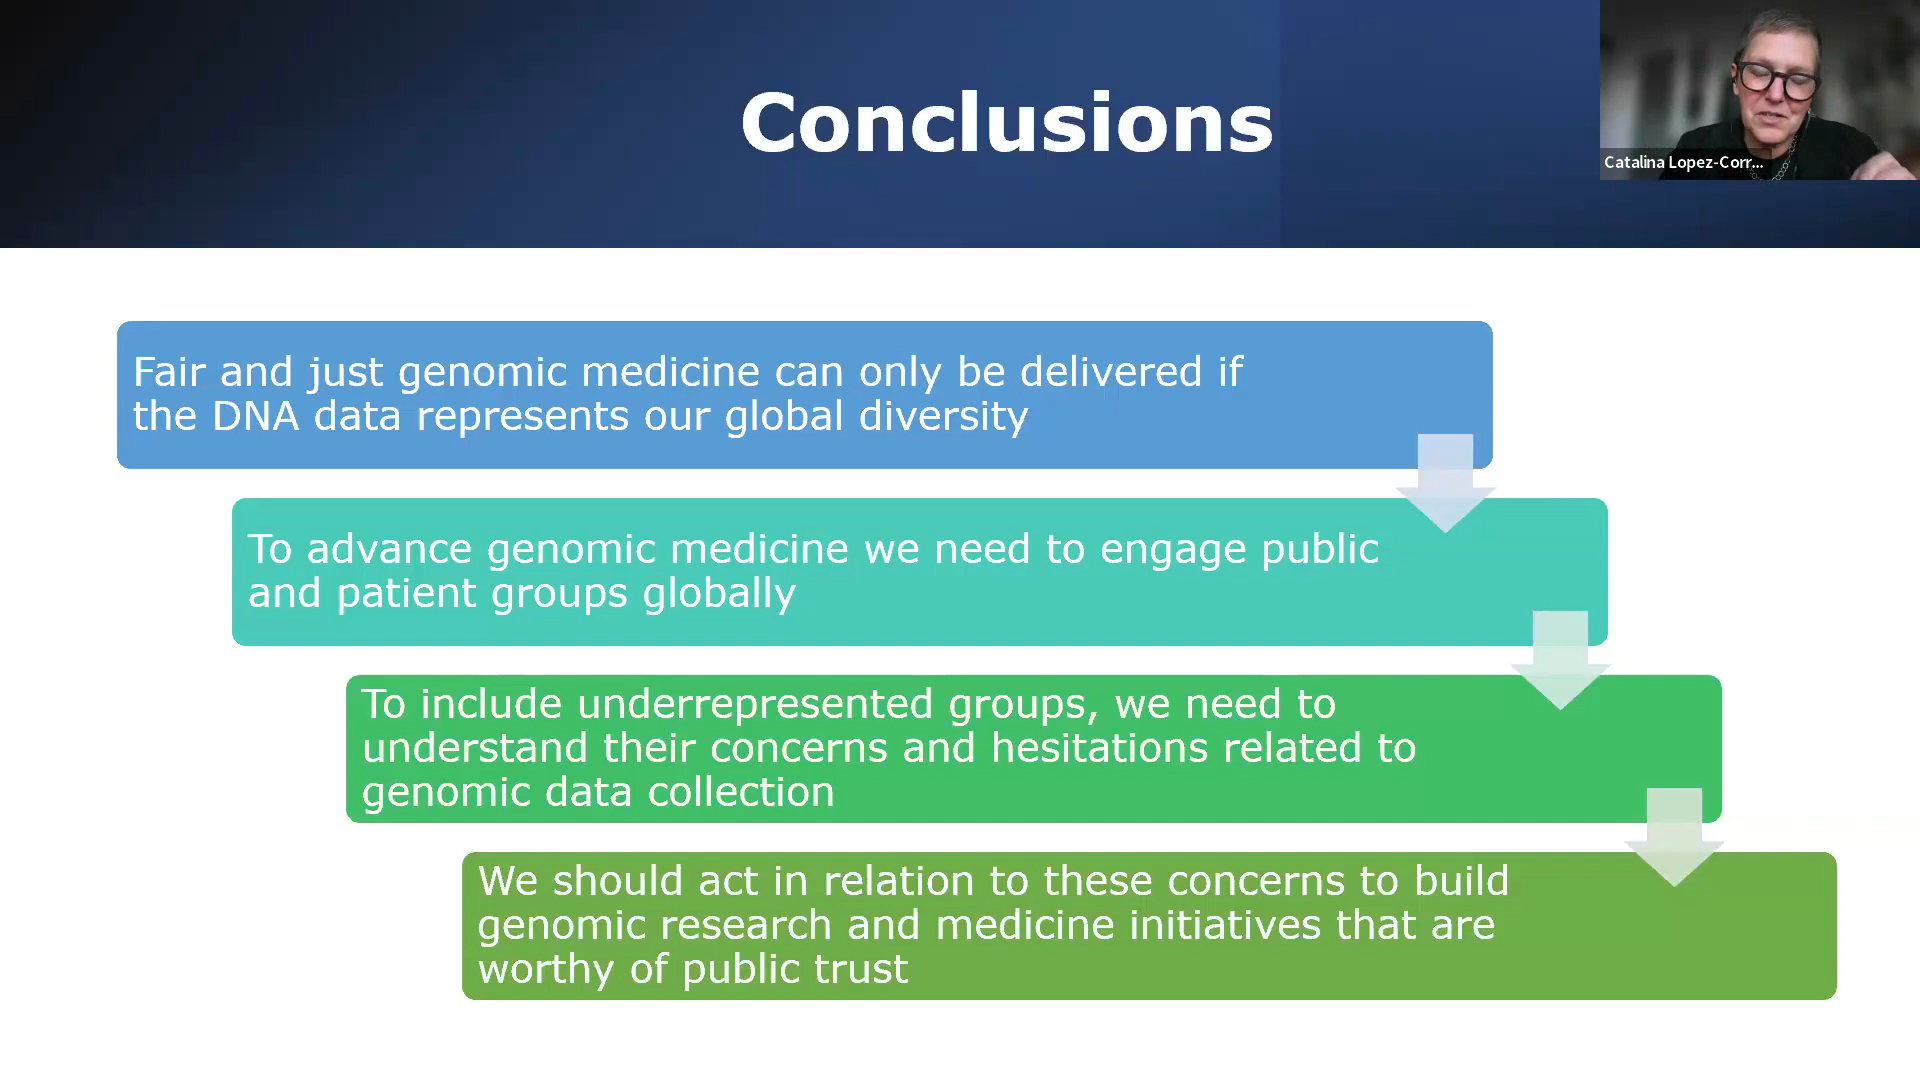 Conclusions
Catalina Lopez-Corr...
Fair and just genomic medicine can only be delivered if
the DNA data represents our global diversity
To advance genomic medicine we need to engage public
and patient groups globally
To include underrepresented groups, we need to
understand their concerns and hesitations related to
genomic data collection
We should act in relation to these concerns to build
genomic research and medicine initiatives that are
worthy of public trust